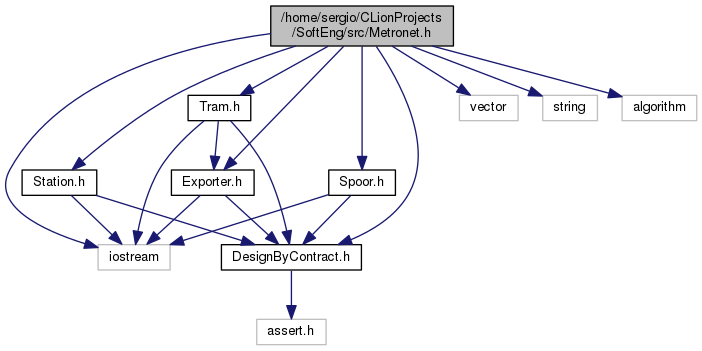 /home/sergio/CLionProjects
/SoftEng/src/Metronet.h
Tram.h
vector
string
algorithm
Station.h
Exporter.h
Spoor.h
iostream
DesignByContract.h
assert.h